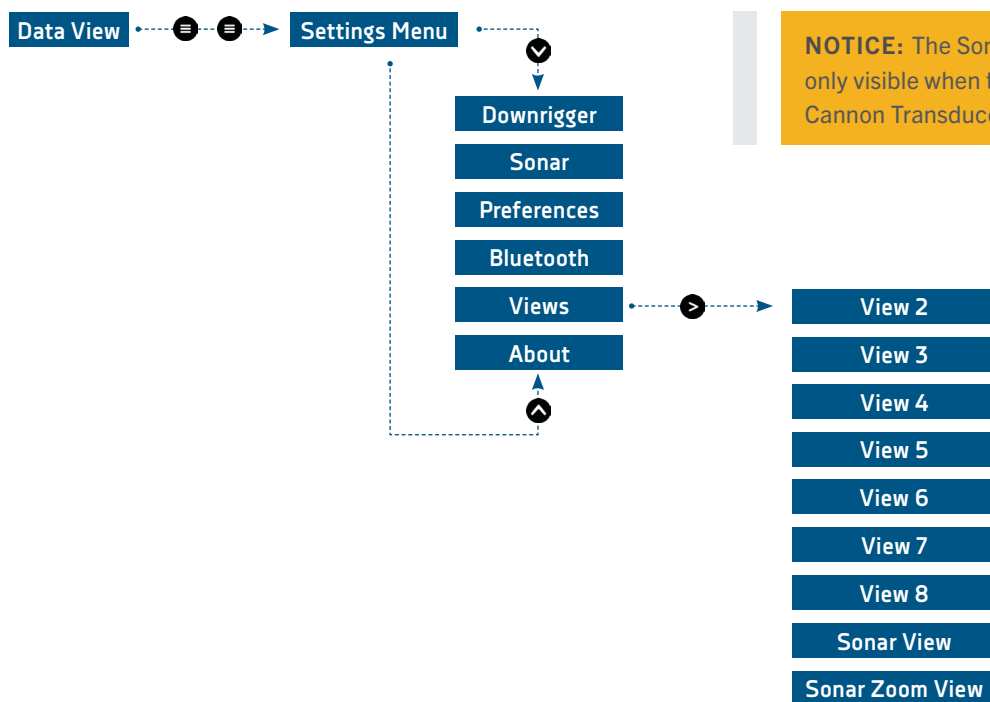 Data View
Settings Menu
NOTICE: The
only visible when
Cannon
Downrigger
Sonar
Preferences
Bluetooth
Views
About
View 2
View 3
View 4
View 5
View 6
View 7
View 8
Sonar View
Sonar Zoom View